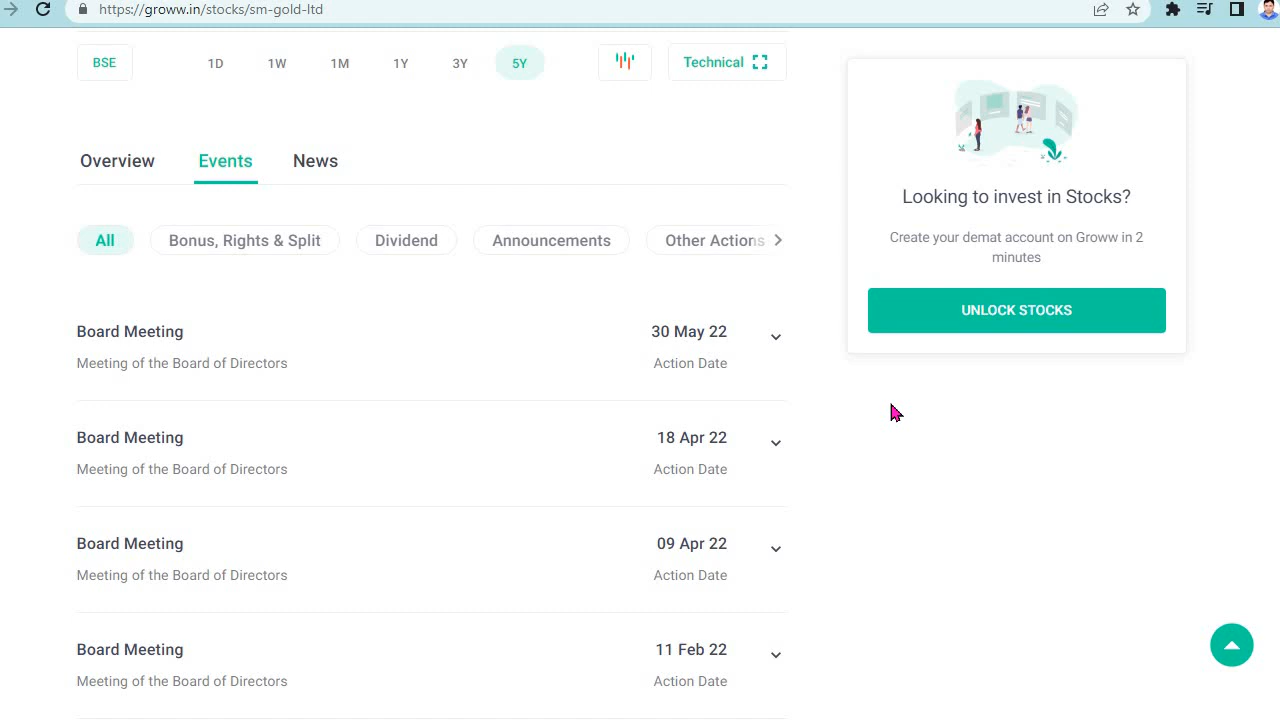 https://groww.in/stocks/sm-gold-ltd
BSE 1D 1W 1M 1Y 3Y 5Y Technical
Overview Events News
All Bonus, Rights & Split Dividend Announcements Other Actions
Board Meeting 30 May 22
Meeting of the Board of Directors Action Date
Board Meeting 18 Apr 22
Meeting of the Board of Directors Action Date
Board Meeting 09 Apr 22
Meeting of the Board of Directors Action Date
Board Meeting 11 Feb 22
Meeting of the Board of Directors Action Date
Looking to invest in Stocks?
Create your demat account on Groww in 2
minutes
UNLOCK STOCKS